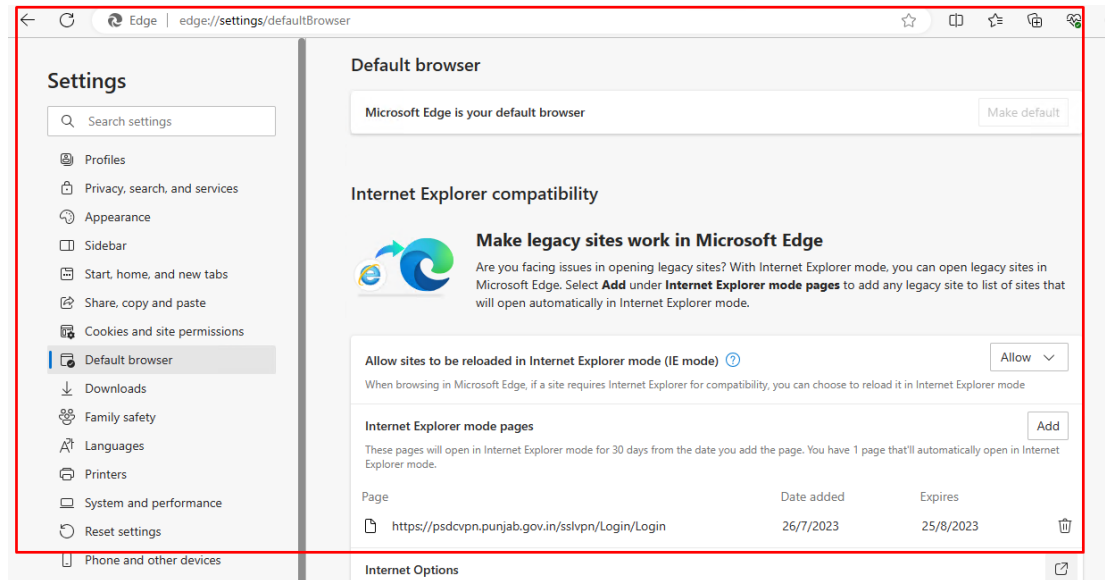 Edge | edge://settings/defaultBrowser
Settings
Search settings
Profiles
Privacy, search, and services
Appearance
Sidebar
Start, home, and new tabs
Share, copy and paste
Cookies and site permissions
Default browser
Downloads
Family safety
Languages
Printers
System and performance
Reset settings
Phone and other devices
Default browser
Microsoft Edge is your default browser
Make default
Internet Explorer compatibility
Make legacy sites work in Microsoft Edge
Are you facing issues in opening legacy sites? With Internet Explorer mode, you can open legacy sites in
Microsoft Edge. Select Add under Internet Explorer mode pages to add any legacy site to list of sites that
will open automatically in Internet Explorer mode.
Allow sites to be reloaded in Internet Explorer mode (IE mode)
Allow
When browsing in Microsoft Edge, if a site requires Internet Explorer for compatibility, you can choose to reload it in Internet Explorer mode
Internet Explorer mode pages
Add
These pages will open in Internet Explorer mode for 30 days from the date you add the page. You have 1 page that'll automatically open in Internet
Explorer mode.
Page Date added Expires
https://psdcvpn.punjab.gov.in/sslvpn/Login/Login 26/7/2023 25/8/2023
Internet Options